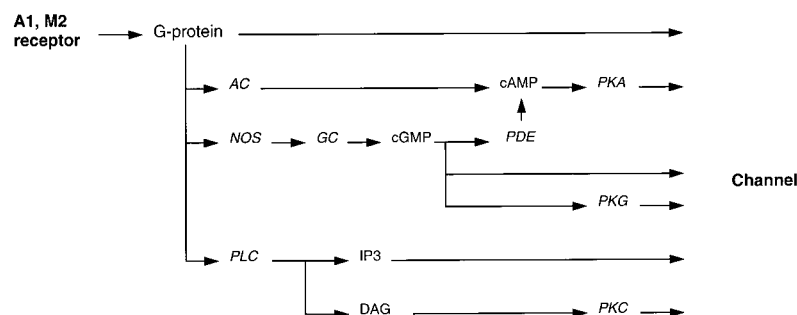 A1, M2
receptor
G-protein
AC
cAMP
PKA
NOS
GC
cGMP
PDE
Channel
PKG
PLC
IP3
DAG
PKC